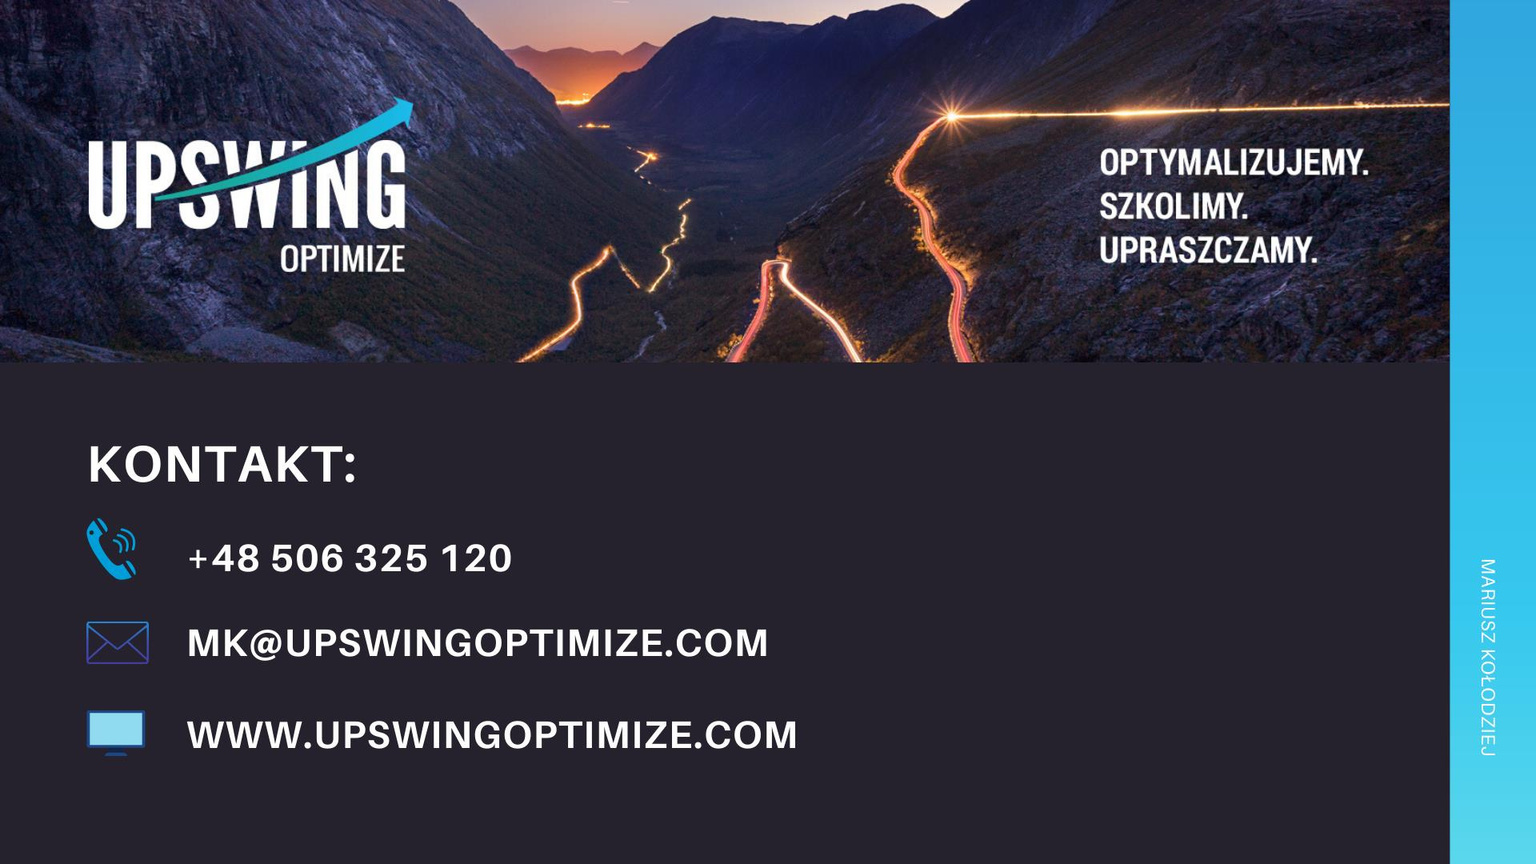 UPSWING
OPTIMIZE
OPTYMALIZUJEMY.
SZKOLIMY.
UPRASZCZAMY.
KONTAKT:
+48 506 325 120
MK@UPSWINGOPTIMIZE.COM
WWW.UPSWINGOPTIMIZE.COM
MARIUSZ KOŁODZIEJ